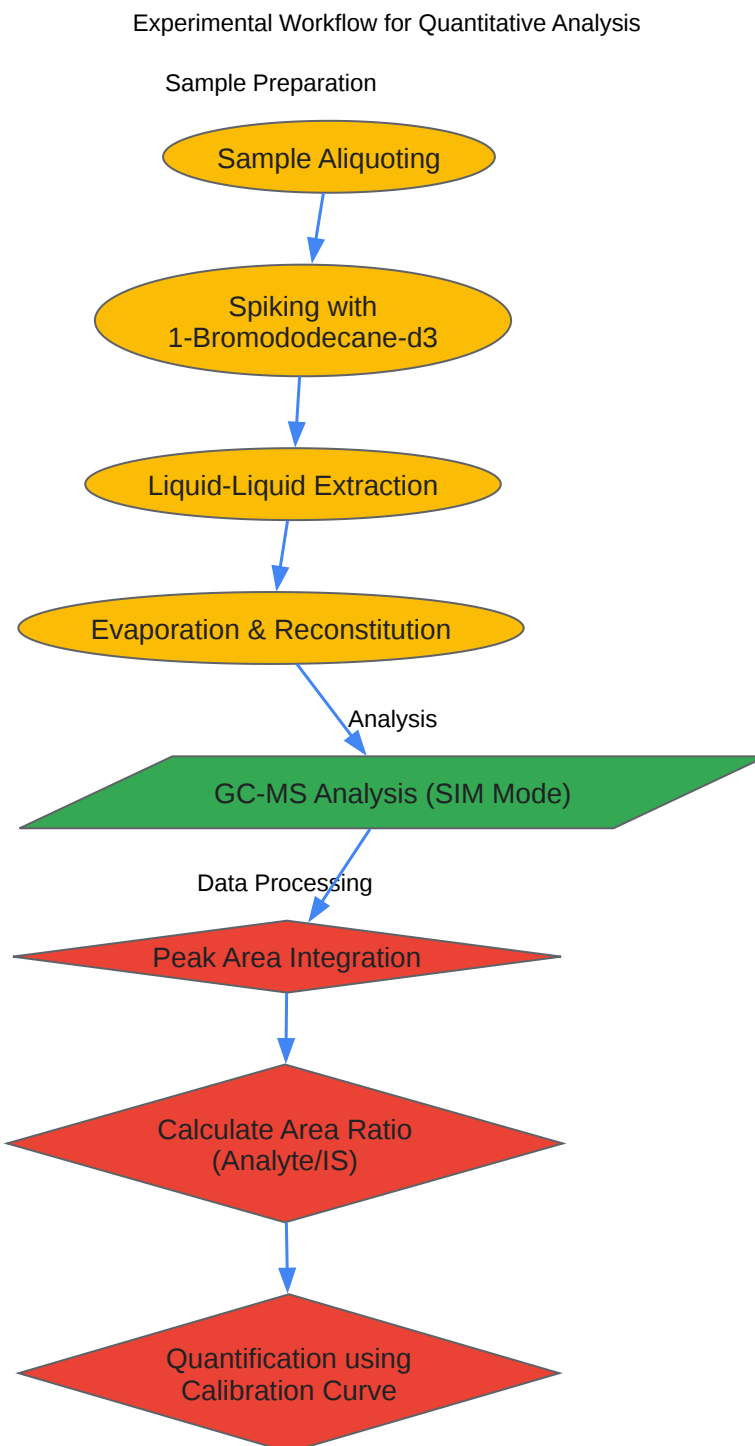 Experimental Workflow for Quantitative Analysis
Sample Preparation
Sample Aliquoting
Spiking with
1-Bromododecane-d3
Liquid-Liquid Extraction
Evaporation & Reconstitution
Analysis
GC-MS Analysis (SIM Mode)
Data Processing
Peak Area Integration
Calculate Area Ratio
(Analyte/IS)
Quantification using
Calibration Curve